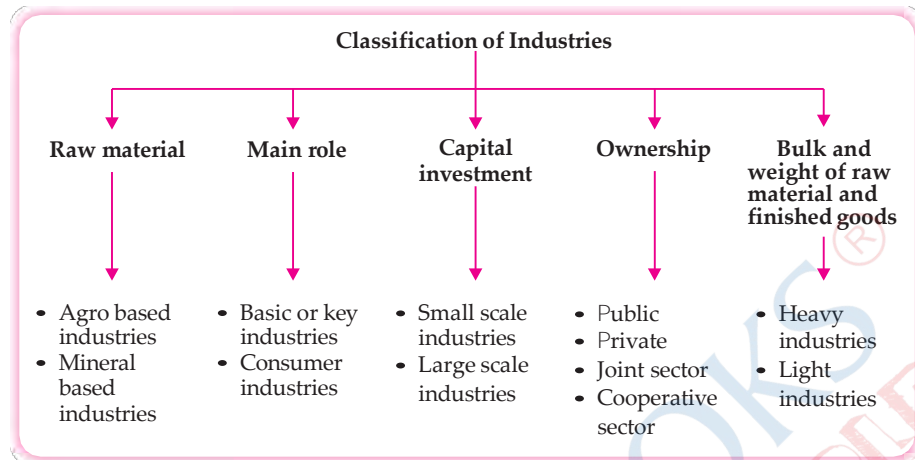 Classification of Industries
Raw material
Main role
Capital
investment
Ownership
Bulk and
weight of raw
material and
finished goods
• Agro based
industries
• Mineral
based
industries
• Basic or key
industries
• Consumer
industries
• Small scale
industries
• Large scale
industries
• Public
• Private
• Joint sector
• Cooperative
sector
• Heavy
industries
• Light
industries
OKS®